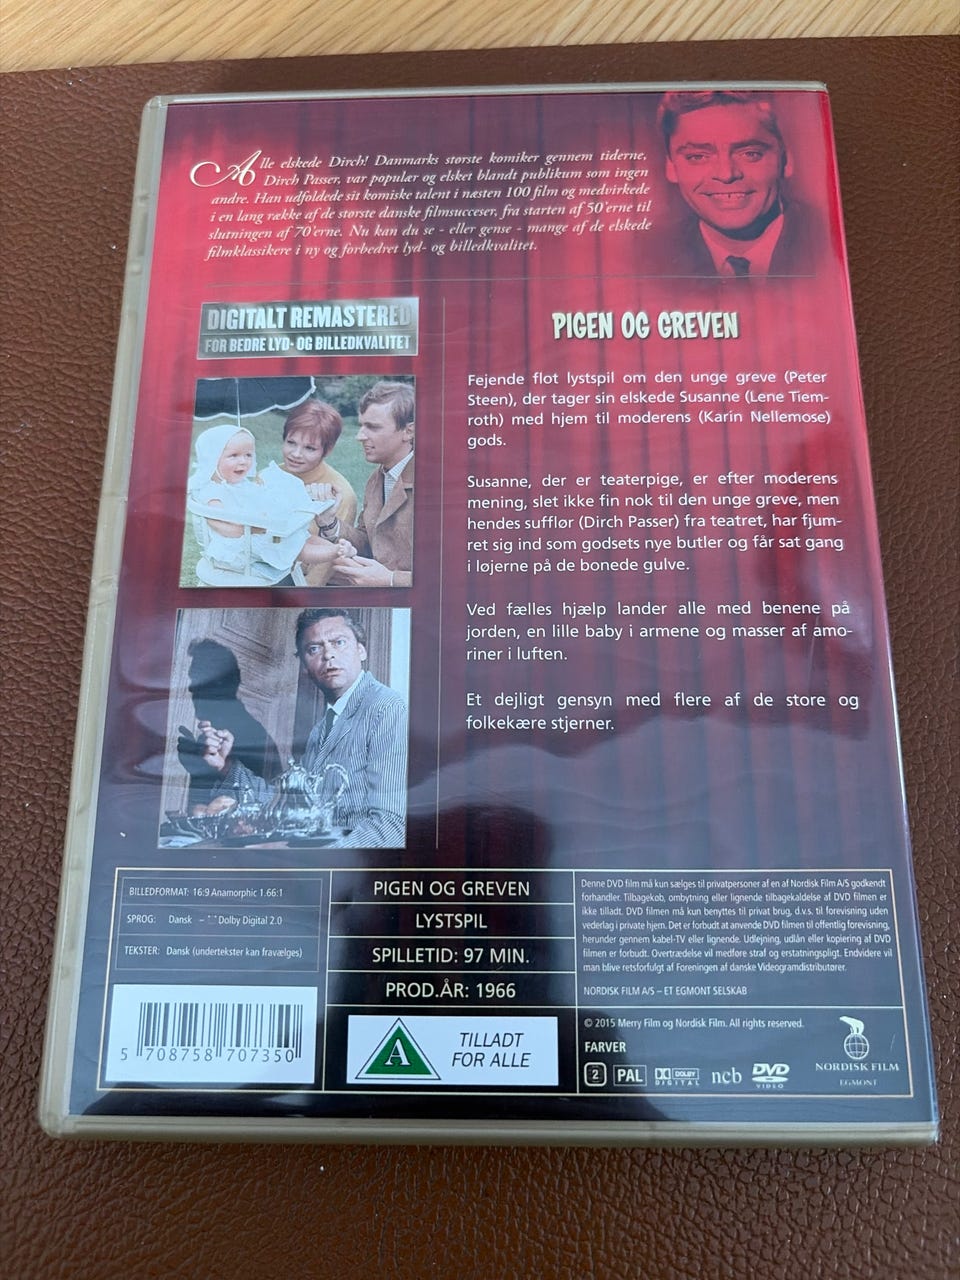 Alle elskede Dirch! Danmarks største komiker gennem tiderne,
Dirch Passer, var populær og elsket blandt publikum som ingen
andre. Han udfoldede sit komiske talent i næsten 100 film og medvirkede
i en lang række af de største danske filmsucceser, fra starten af 50'erne til
slutningen af 70'erne. Nu kan du se - eller gense - mange af de elskede
filmklassikere i ny og forbedret lyd- og billedkvalitet.
DIGITALT REMASTERED
FOR BEDRE LYD- OG BILLEDKVALITET
PIGEN OG GREVEN
Fejende flot lystspil om den unge greve (Peter
Steen), der tager sin elskede Susanne (Lene Tiem-
roth) med hjem til moderens (Karin Nellemose)
gods.
Susanne, der er teaterpige, er efter moderens
mening, slet ikke fin nok til den unge greve, men
hendes sufflør (Dirch Passer) fra teatret, har fjum-
ret sig ind som godsets nye butler og får sat gang
i løjerne på de bonede gulve.
Ved fælles hjælp lander alle med benene på
jorden, en lille baby i armene og masser af amo-
riner i luften.
Et dejligt gensyn med flere af de store og
folkekære stjerner.
BILLEDFORMAT: 16:9 Anamorphic 1.66:1
SPROG: Dansk – Dolby Digital 2.0
TEKSTER: Dansk (undertekster kan fravælges)
5 708758 707350
PIGEN OG GREVEN
LYSTSPIL
SPILLETID: 97 MIN.
PROD.ÅR: 1966
A
TILLADT
FOR ALLE
Denne DVD film må kun sælges til privatpersoner af en af Nordisk Film A/S godkendt
forhandler. Tilbagekøb, ombytning eller lignende tilbagekaldelse af DVD filmen er
ikke tilladt. DVD filmen må kun benyttes til privat brug, d.v.s. til forevisning uden
vederlag i private hjem. Det er forbudt at anvende DVD filmen til offentlig forevisning,
herunder gennem kabel-TV eller lignende. Udlejning, udlån eller kopiering af DVD
filmen er forbudt. Overtrædelse vil medføre straf og erstatningspligt. Endvidere vil
man blive retsforfulgt af Foreningen af danske Videogramdistributører.
NORDISK FILM A/S – ET EGMONT SELSKAB
© 2015 Merry Film og Nordisk Film. All rights reserved.
FARVER
2 PAL DOLBY DIGITAL ncb DVD VIDEO
NORDISK FILM
EGMONT